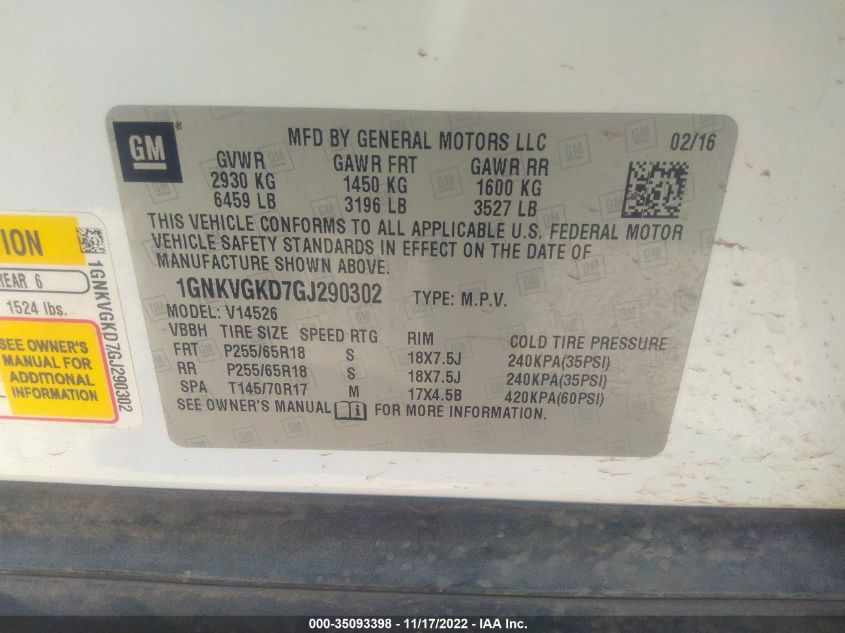 GM
MFD BY GENERAL MOTORS LLC
02/16
GVWR GAWR FRT GAWR RR
2930 KG 1450 KG 1600 KG
6459 LB 3196 LB 3527 LB
THIS VEHICLE CONFORMS TO ALL APPLICABLE U.S. FEDERAL MOTOR
VEHICLE SAFETY STANDARDS IN EFFECT ON THE DATE OF
MANUFACTURE SHOWN ABOVE.
1GNKVGKD7GJ290302 TYPE: M.P.V.
MODEL: V14526
VBBH TIRE SIZE SPEED RTG RIM COLD TIRE PRESSURE
FRT P255/65R18 S 18X7.5J 240KPA(35PSI)
RR P255/65R18 S 18X7.5J 240KPA(35PSI)
SPA T145/70R17 M 17X4.5B 420KPA(60PSI)
SEE OWNER'S MANUAL FOR MORE INFORMATION.
ION
REAR 6
1524 lbs.
SEE OWNER'S
MANUAL FOR
ADDITIONAL
INFORMATION
1GNKVGKD7GJ290302
000-35093398 - 11/17/2022 - IAA Inc.